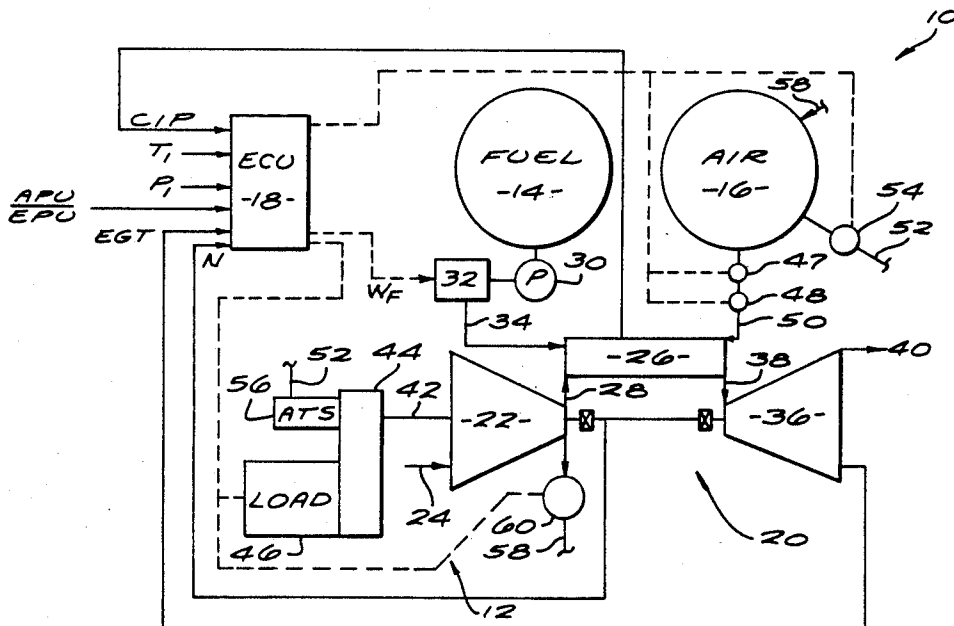 10
CIP
T1
P1
APU
EPU
EGT
N
ECU
-18-
FUEL
-14-
AIR
-16-
58
54
52
47
48
50
P
30
32
WF
34
-26-
38
40
28
52
44
56
ATS
42
-22-
-36-
LOAD
46
24
60
58
12
20